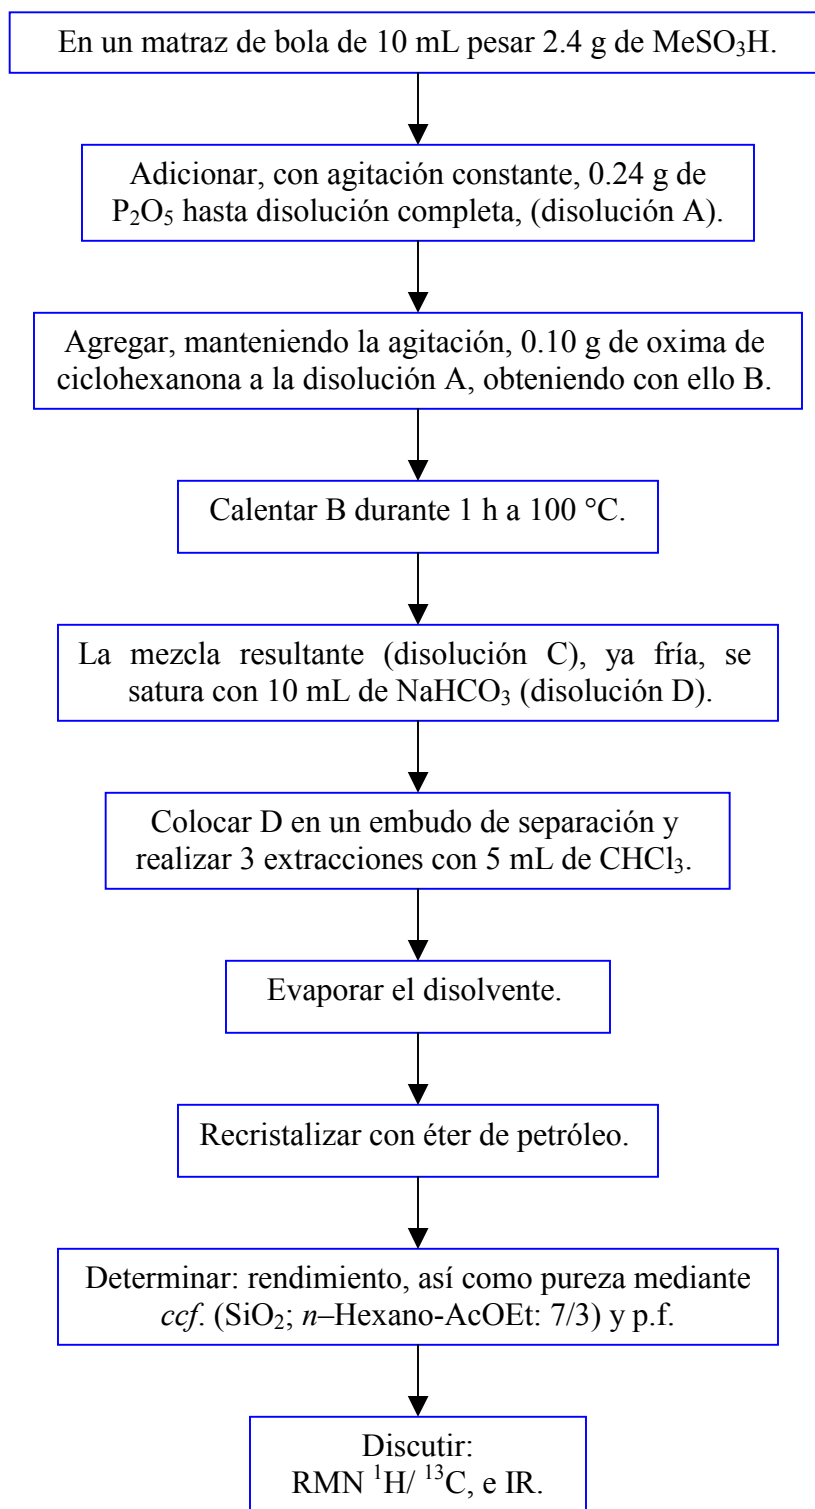 En un matraz de bola de 10 mL pesar 2.4 g de MeSO₃H.
Adicionar, con agitación constante, 0.24 g de
P₂O₅ hasta disolución completa, (disolución A).
Agregar, manteniendo la agitación, 0.10 g de oxima de
ciclohexanona a la disolución A, obteniendo con ello B.
Calentar B durante 1 h a 100 °C.
La mezcla resultante (disolución C), ya fría, se
satura con 10 mL de NaHCO₃ (disolución D).
Colocar D en un embudo de separación y
realizar 3 extracciones con 5 mL de CHCl₃.
Evaporar el disolvente.
Recristalizar con éter de petróleo.
Determinar: rendimiento, así como pureza mediante
ccf. (SiO₂; n–Hexano-AcOEt: 7/3) y p.f.
Discutir:
RMN ¹H/ ¹³C, e IR.